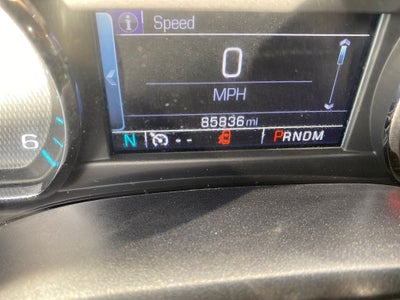 i Speed
0
MPH
6
85836 mi
N -- PRNDM